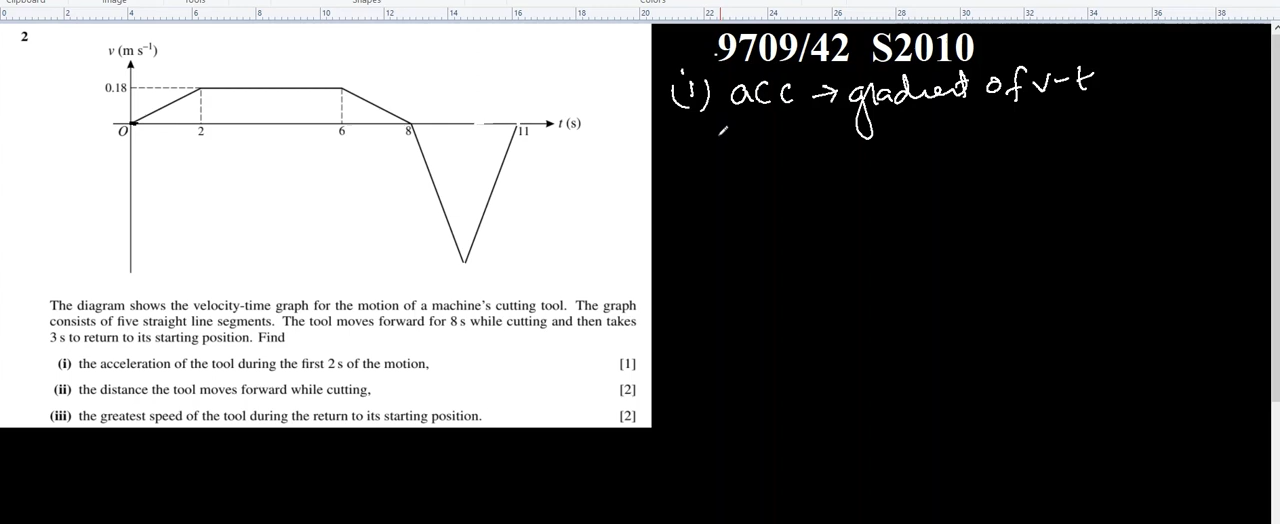 Clipboard Image Tools Shapes Colors
0 2 4 6 8 10 12 14 16 18 20 22 24 26 28 30 32 34 36 38
2
v (m s⁻¹)
0.18
O 2 6 8 11 t (s)
The diagram shows the velocity-time graph for the motion of a machine's cutting tool. The graph
consists of five straight line segments. The tool moves forward for 8 s while cutting and then takes
3 s to return to its starting position. Find
(i) the acceleration of the tool during the first 2 s of the motion, [1]
(ii) the distance the tool moves forward while cutting, [2]
(iii) the greatest speed of the tool during the return to its starting position. [2]
9709/42 S2010
(i) acc → gradient of v-t